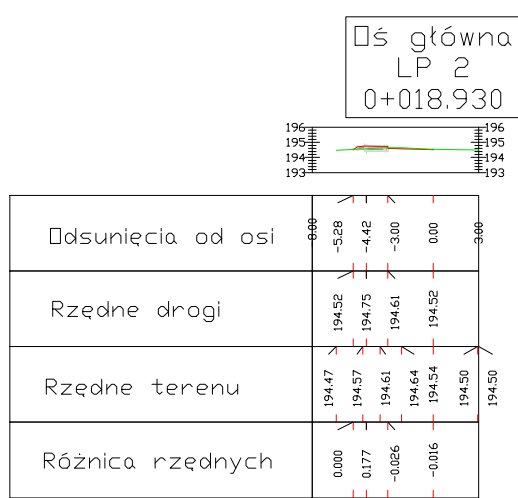 Oś główna
LP 2
0+018.930
196 196
195 195
194 194
193 193
Odsunięcia od osi 8.00 -5.28 -4.42 -3.00 0.00 3.00
Rzędne drogi 194.52 194.75 194.61 194.52
Rzędne terenu 194.47 194.57 194.61 194.64 194.54 194.50 194.50
Różnica rzędnych 0.000 0.177 -0.026 -0.016